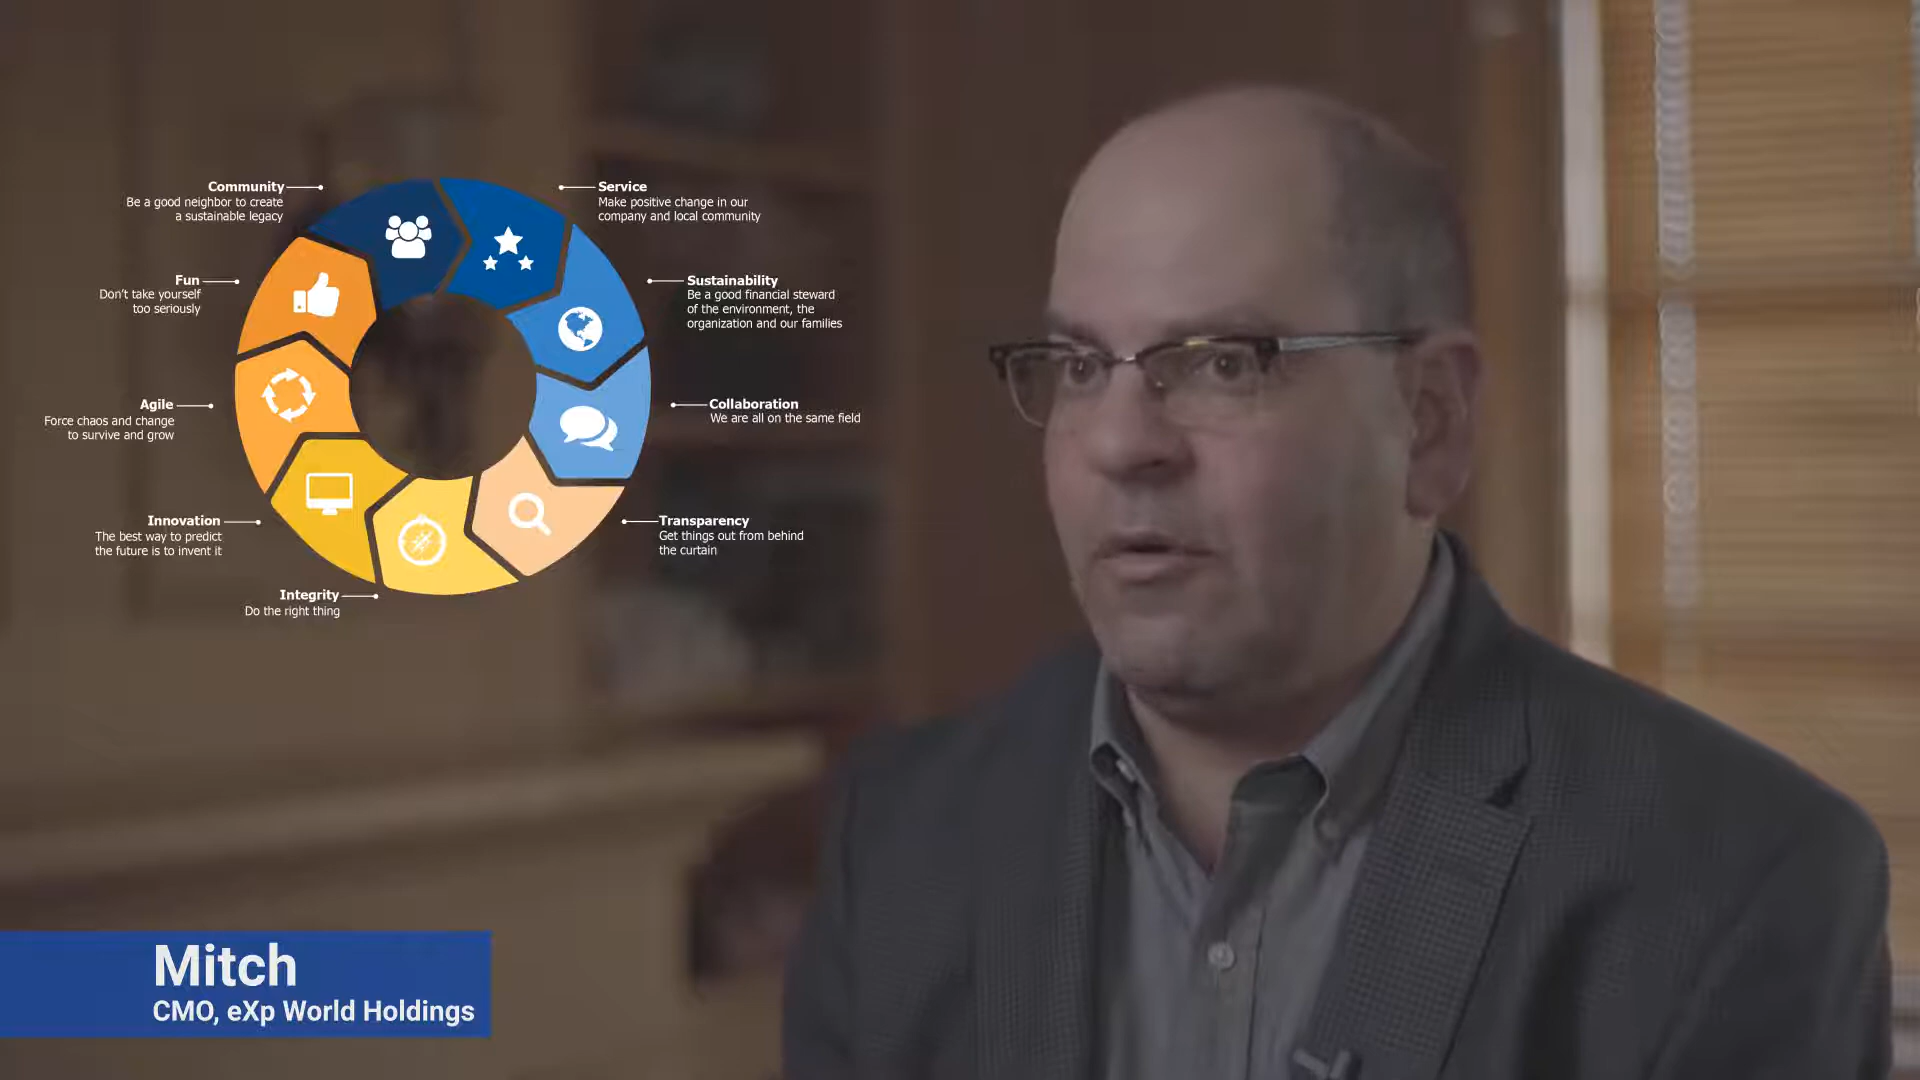 Community
Be a good neighbor to create
a sustainable legacy
Service
Make positive change in our
company and local community
Fun
Don't take yourself
too seriously
Sustainability
Be a good financial steward
of the environment, the
organization and our families
Agile
Force chaos and change
to survive and grow
Collaboration
We are all on the same field
Innovation
The best way to predict
the future is to invent it
Transparency
Get things out from behind
the curtain
Integrity
Do the right thing
Mitch
CMO, eXp World Holdings